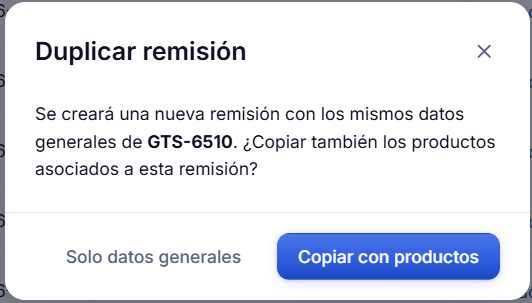 Duplicar remisión
Se creará una nueva remisión con los mismos datos
generales de GTS-6510. ¿Copiar también los productos
asociados a esta remisión?
Solo datos generales
Copiar con productos